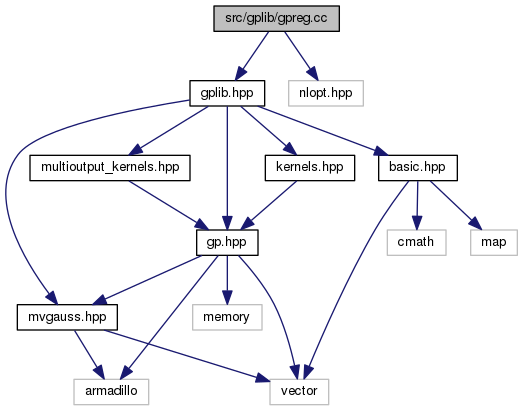 src/gplib/gpreg.cc
gplib.hpp
nlopt.hpp
multioutput_kernels.hpp
kernels.hpp
basic.hpp
gp.hpp
cmath
map
mvgauss.hpp
memory
armadillo
vector